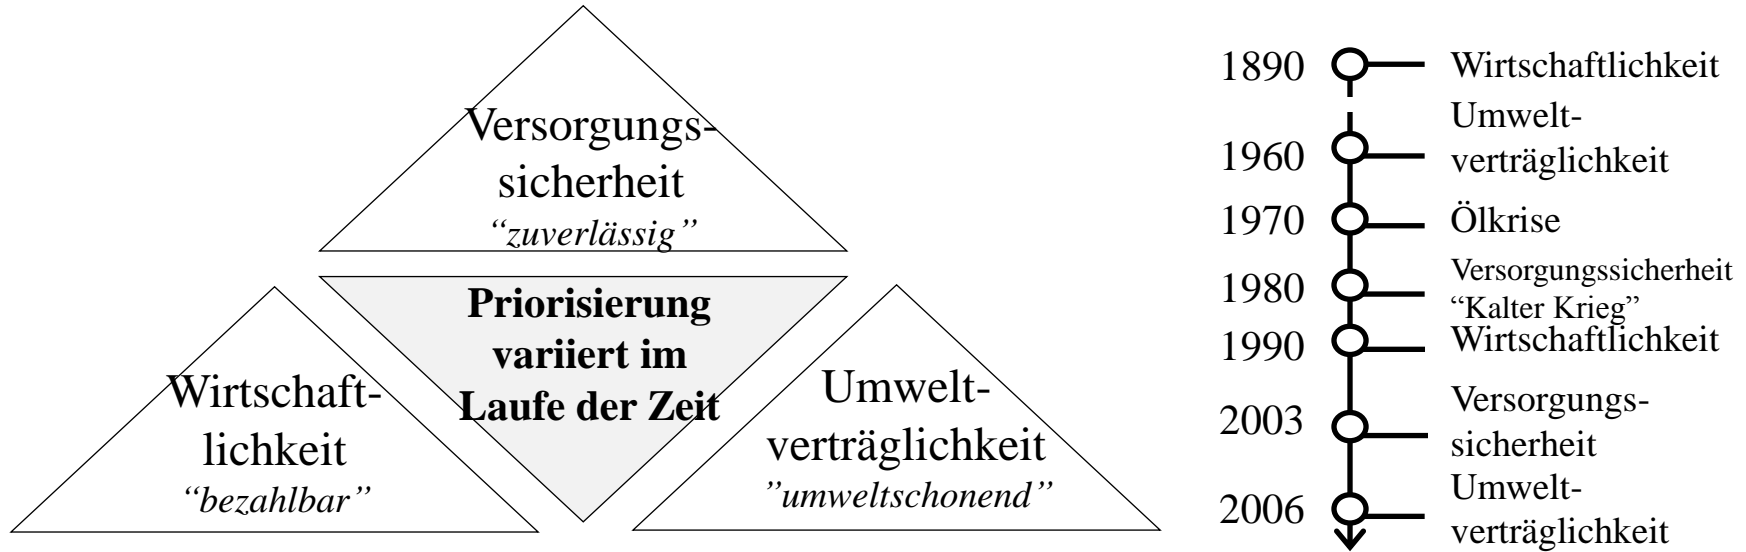 Versorgungs-
sicherheit
“zuverlässig”
Priorisierung
variiert im
Laufe der Zeit
Wirtschaft-
lichkeit
“bezahlbar”
Umwelt-
verträglichkeit
”umweltschonend”
1890 Wirtschaftlichkeit
Umwelt-
1960 verträglichkeit
1970 Ölkrise
Versorgungssicherheit
1980 “Kalter Krieg”
1990 Wirtschaftlichkeit
Versorgungs-
2003 sicherheit
Umwelt-
2006 verträglichkeit